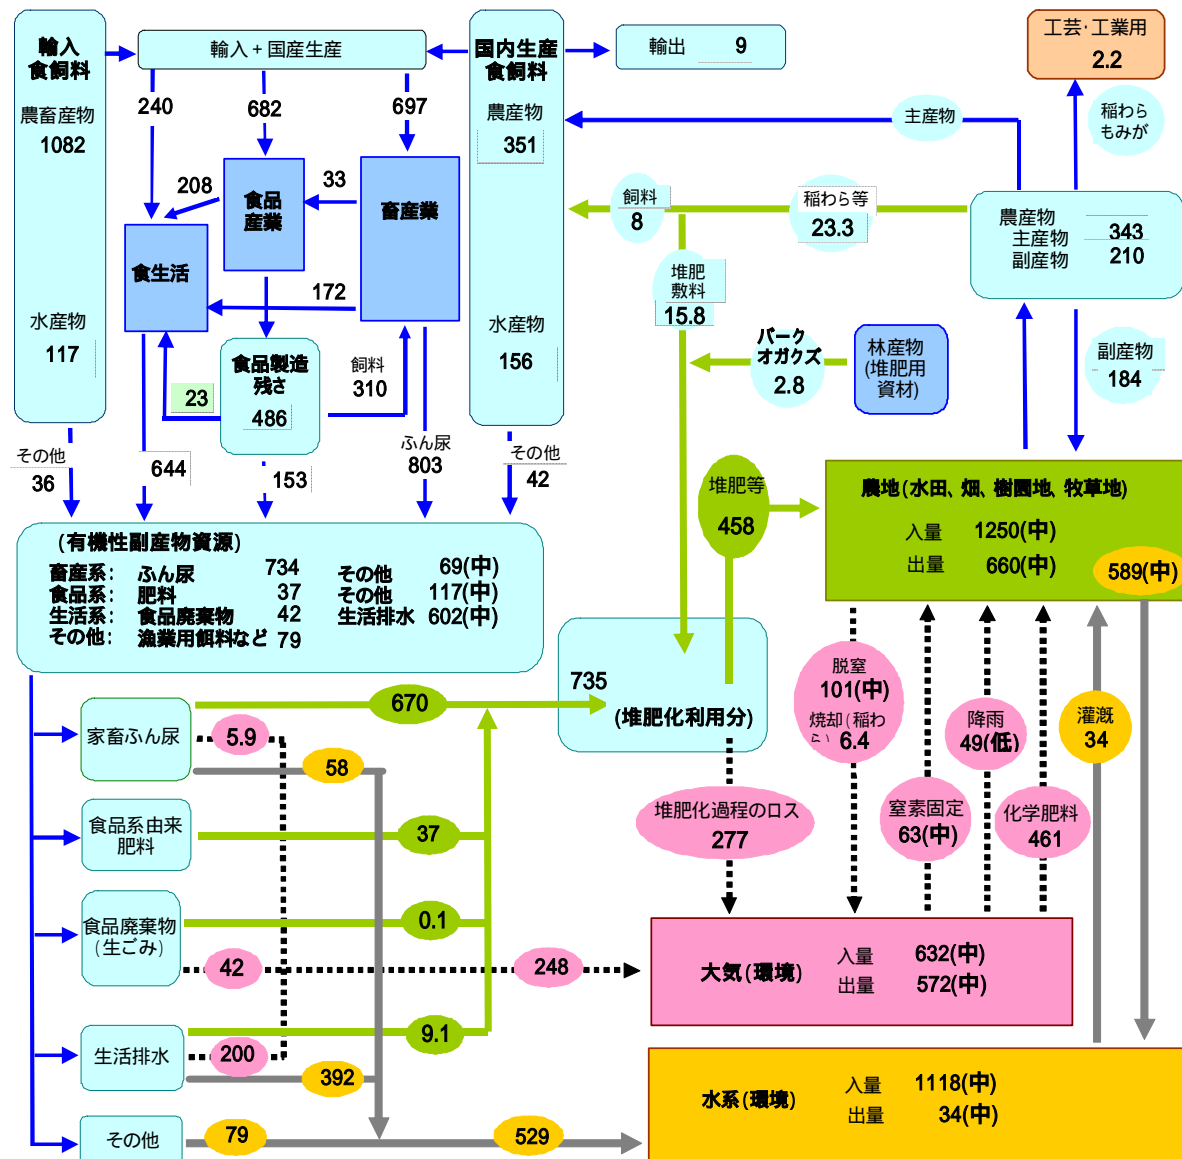 輸入
食飼料
農畜産物
1082
水産物
117
輸入 + 国産生産
国内生産
食飼料
農産物
351
水産物
156
輸出 9
工芸・工業用
2.2
稲わら
もみが
主産物
240
682
697
208
33
食品
産業
畜産業
食生活
172
食品製造
残さ
486
23
飼料
310
飼料
8
稲わら等
23.3
堆肥
敷料
15.8
バーク
オガクズ
2.8
林産物
(堆肥用
資材)
農産物
主産物 343
副産物 210
副産物
184
その他
36
644
153
ふん尿
803
その他
42
堆肥等
458
農地(水田、畑、樹園地、牧草地)
入量 1250(中)
出量 660(中)
589(中)
(有機性副産物資源)
畜産系: ふん尿 734 その他 69(中)
食品系: 肥料 37 その他 117(中)
生活系: 食品廃棄物 42 生活排水 602(中)
その他: 漁業用餌料など 79
735
(堆肥化利用分)
脱窒
101(中)
焼却(稲わ
ら) 6.4
降雨
49(低)
灌漑
34
窒素固定
63(中)
化学肥料
461
堆肥化過程のロス
277
家畜ふん尿
670
5.9
58
食品系由来
肥料
37
食品廃棄物
(生ごみ)
0.1
42
248
生活排水
9.1
200
392
その他
79
529
大気(環境)
入量 632(中)
出量 572(中)
水系(環境)
入量 1118(中)
出量 34(中)